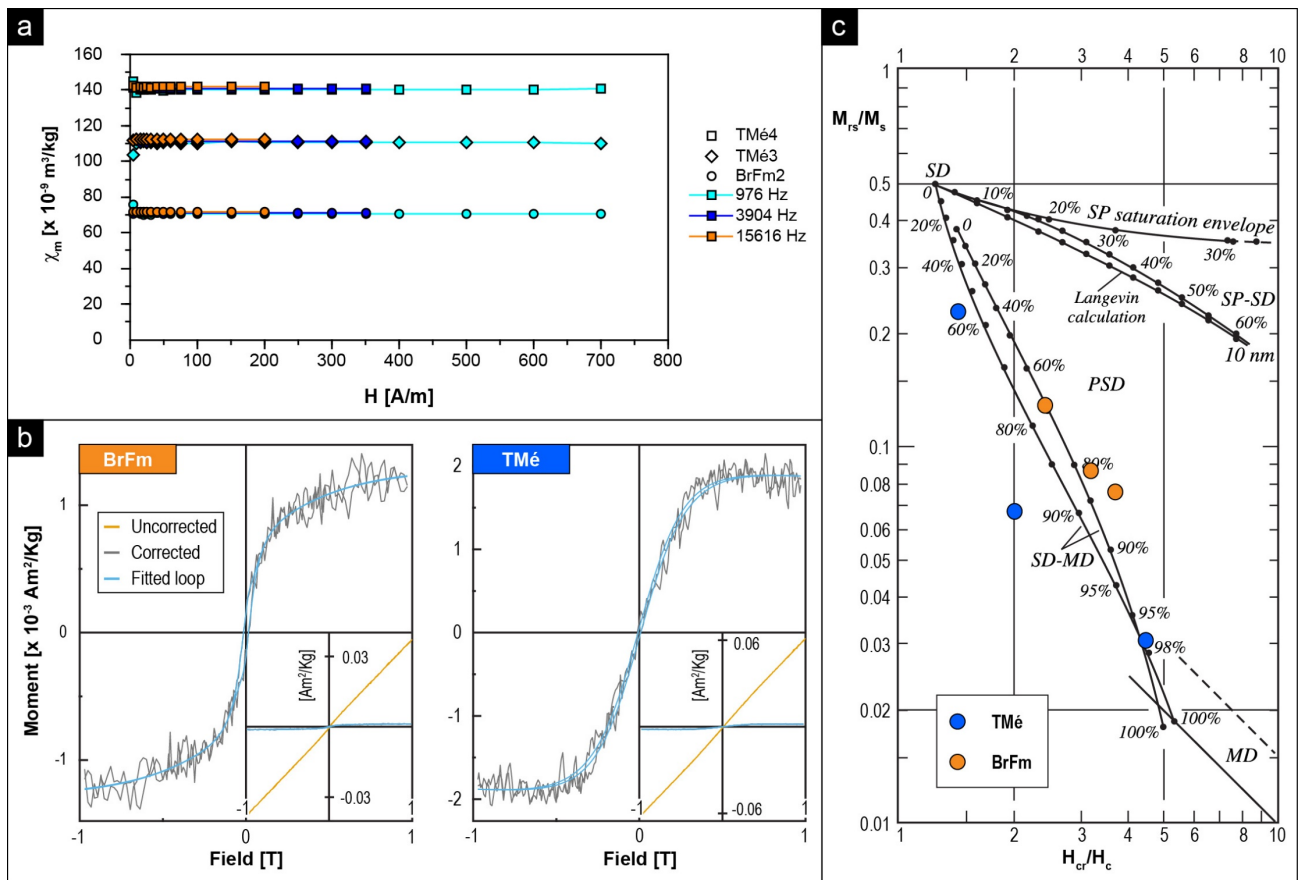 a
160
140
120
100
80
60
40
20
0
χm [x 10-9 m3/kg]
0 100 200 300 400 500 600 700 800
H [A/m]
TMé4
TMé3
BrFm2
976 Hz
3904 Hz
15616 Hz
b
BrFm
Uncorrected
Corrected
Fitted loop
Moment [x 10-3 Am2/Kg]
1
0
-1
[Am2/Kg]
0.03
-0.03
-1
1
-1 0 1
Field [T]
TMé
2
1
0
-1
-2
[Am2/Kg]
0.06
-0.06
-1
1
-1 0 1
Field [T]
c
1 2 3 4 5 6 7 8 10
1
Mrs/Ms
SD
0.5
0
10%
20%
SP saturation envelope
0.4
20%
0
30%
40%
30%
0.3
40%
20%
Langevin
calculation
50%
SP-SD
40%
60%
0.2
60%
10 nm
60%
PSD
80%
0.1
80%
0.08
0.06
90%
0.05
SD-MD
90%
0.04
95%
95%
0.03
98%
0.02
100%
100%
MD
TMé
BrFm
0.01
1 2 3 4 5 6 7 8 10
Hcr/Hc